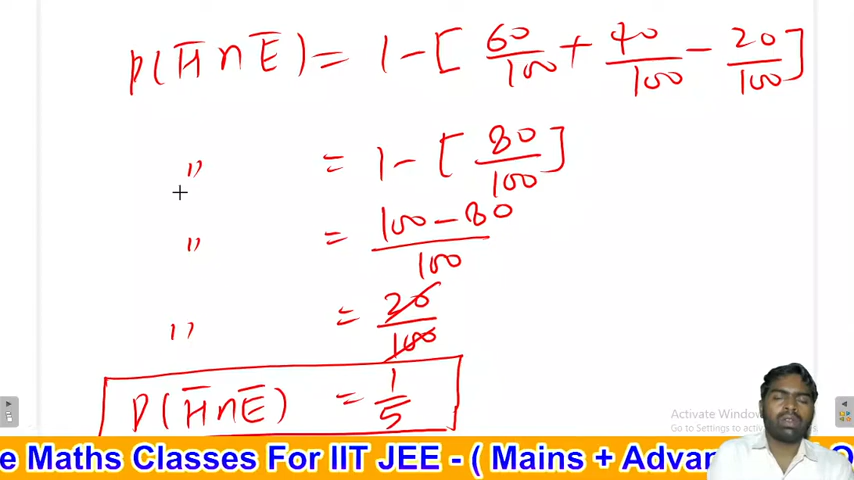 P(H̅∩E̅) = 1-[60/100 + 40/100 - 20/100]
" = 1-[80/100]
" = 100-80/100
" = 20/100
P(H̅∩E̅) = 1/5
Activate Window
Go to Settings to activ
e Maths Classes For IIT JEE - ( Mains + Advan